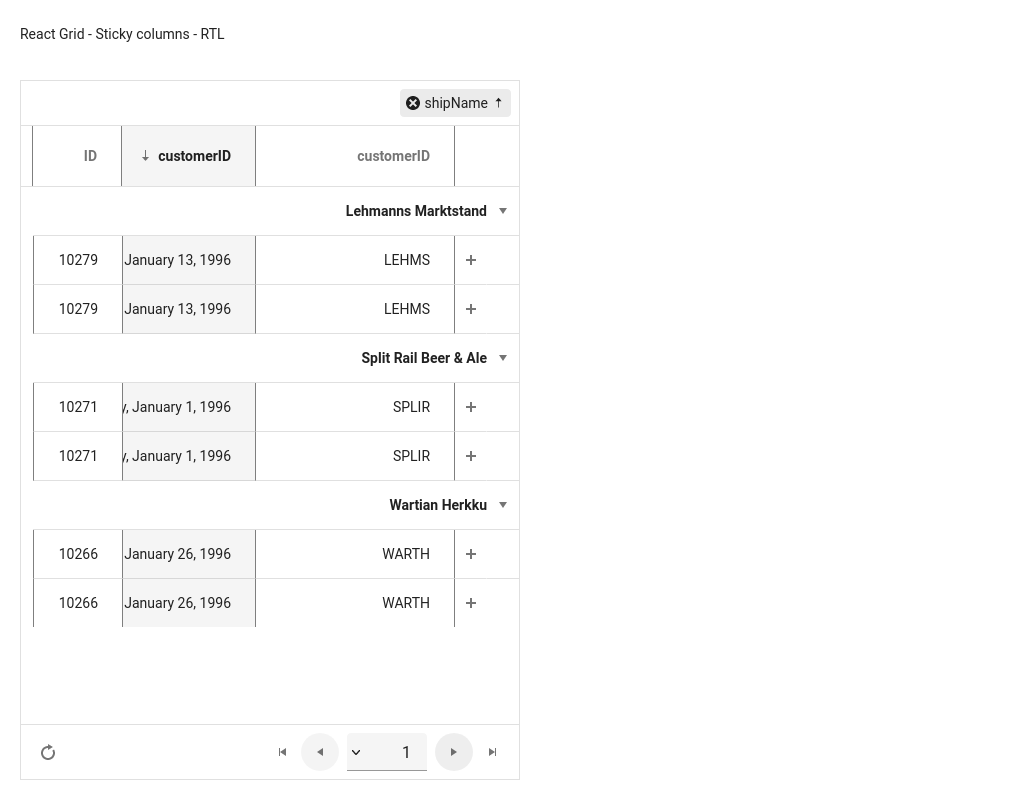 React Grid - Sticky columns - RTL
shipName
ID customerID customerID
Lehmanns Marktstand
10279 January 13, 1996 LEHMS
10279 January 13, 1996 LEHMS
Split Rail Beer & Ale
10271 , January 1, 1996 SPLIR
10271 , January 1, 1996 SPLIR
Wartian Herkku
10266 January 26, 1996 WARTH
10266 January 26, 1996 WARTH
1